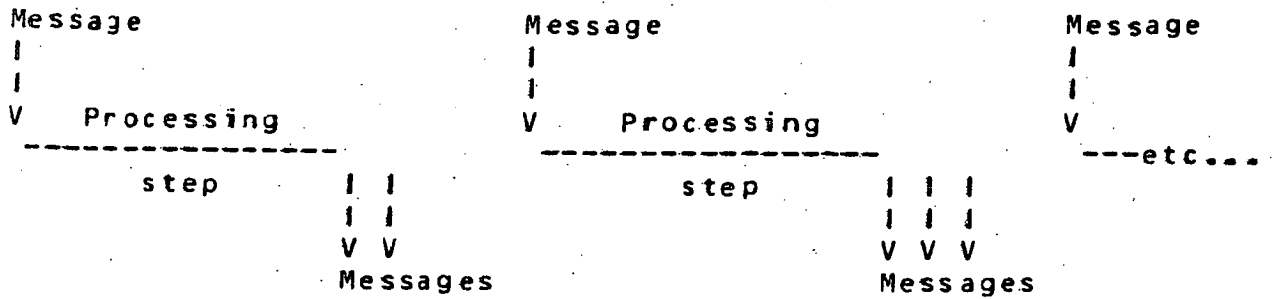 Message Message Message
V Processing V Processing V
---------------- ----------------- ---etc...
step step
V V V V V
Messages Messages